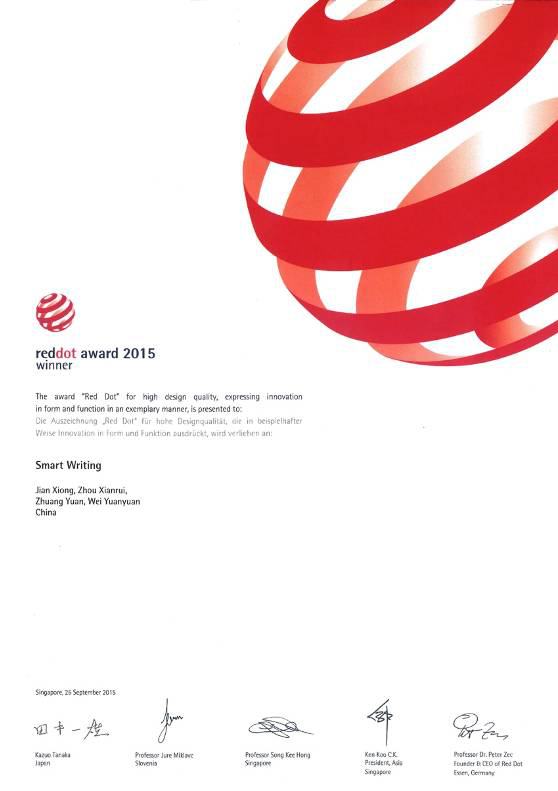 reddot award 2015
winner
The award "Red Dot" for high design quality, expressing innovation
in form and function in an exemplary manner, is presented to:
Die Auszeichnung „Red Dot" für hohe Designqualität, die in beispielhafter
Weise Innovation in Form und Funktion ausdrückt, wird verliehen an:
Smart Writing
Jian Xiong, Zhou Xianrui,
Zhuang Yuan, Wei Yuanyuan
China
Singapore, 25 September 2015
田中一雄
Kazuo Tanaka
Japan
Professor Jure Miklavc
Slovenia
Professor Song Kee Hong
Singapore
Ken Koo C.K.
President, Asia
Singapore
Professor Dr. Peter Zec
Founder & CEO of Red Dot
Essen, Germany